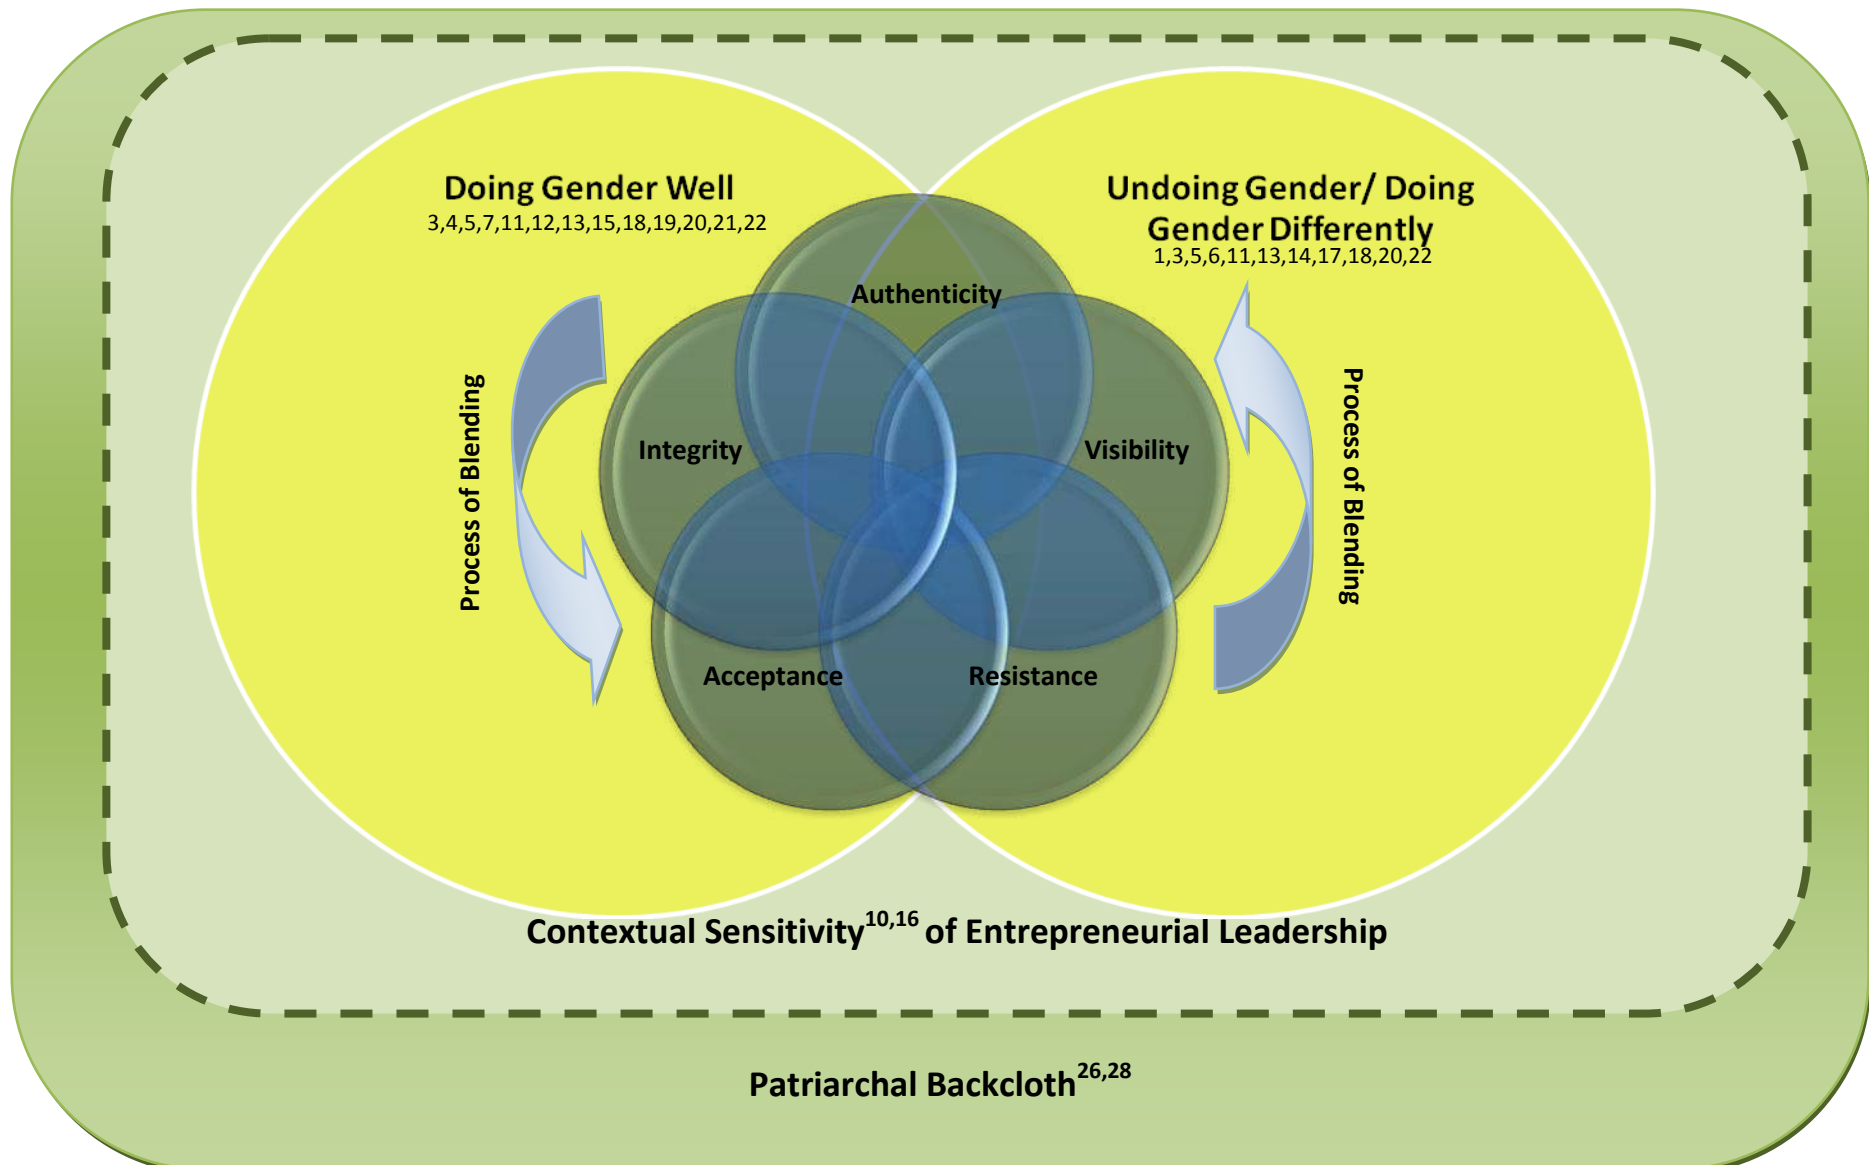 Doing Gender Well
3,4,5,7,11,12,13,15,18,19,20,21,22
Undoing Gender/ Doing
Gender Differently
1,3,5,6,11,13,14,17,18,20,22
Authenticity
Integrity
Visibility
Process of Blending
Process of Blending
Acceptance
Resistance
Contextual Sensitivity10,16 of Entrepreneurial Leadership
Patriarchal Backcloth26,28